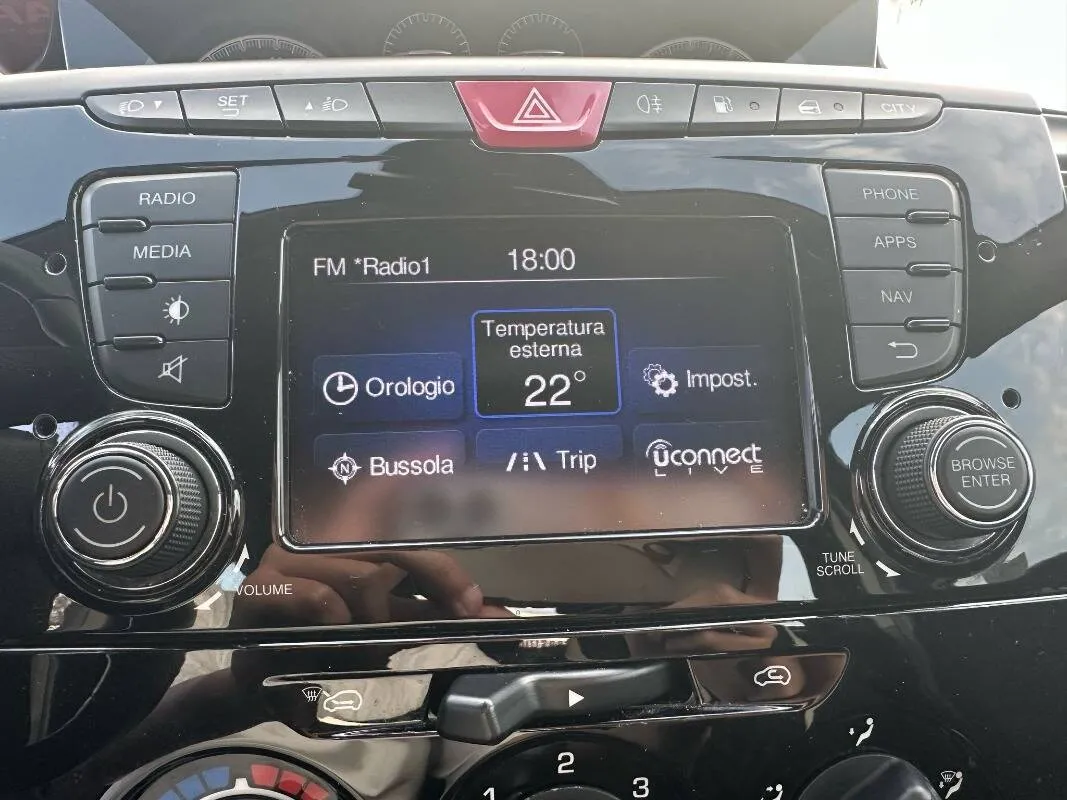 SET
CITY
RADIO
MEDIA
PHONE
APPS
NAV
FM *Radio1 18:00
Temperatura
esterna
22°
Orologio
Impost.
Bussola
N
Trip
uconnect
LIVE
BROWSE
ENTER
VOLUME
TUNE
SCROLL
1 2 3